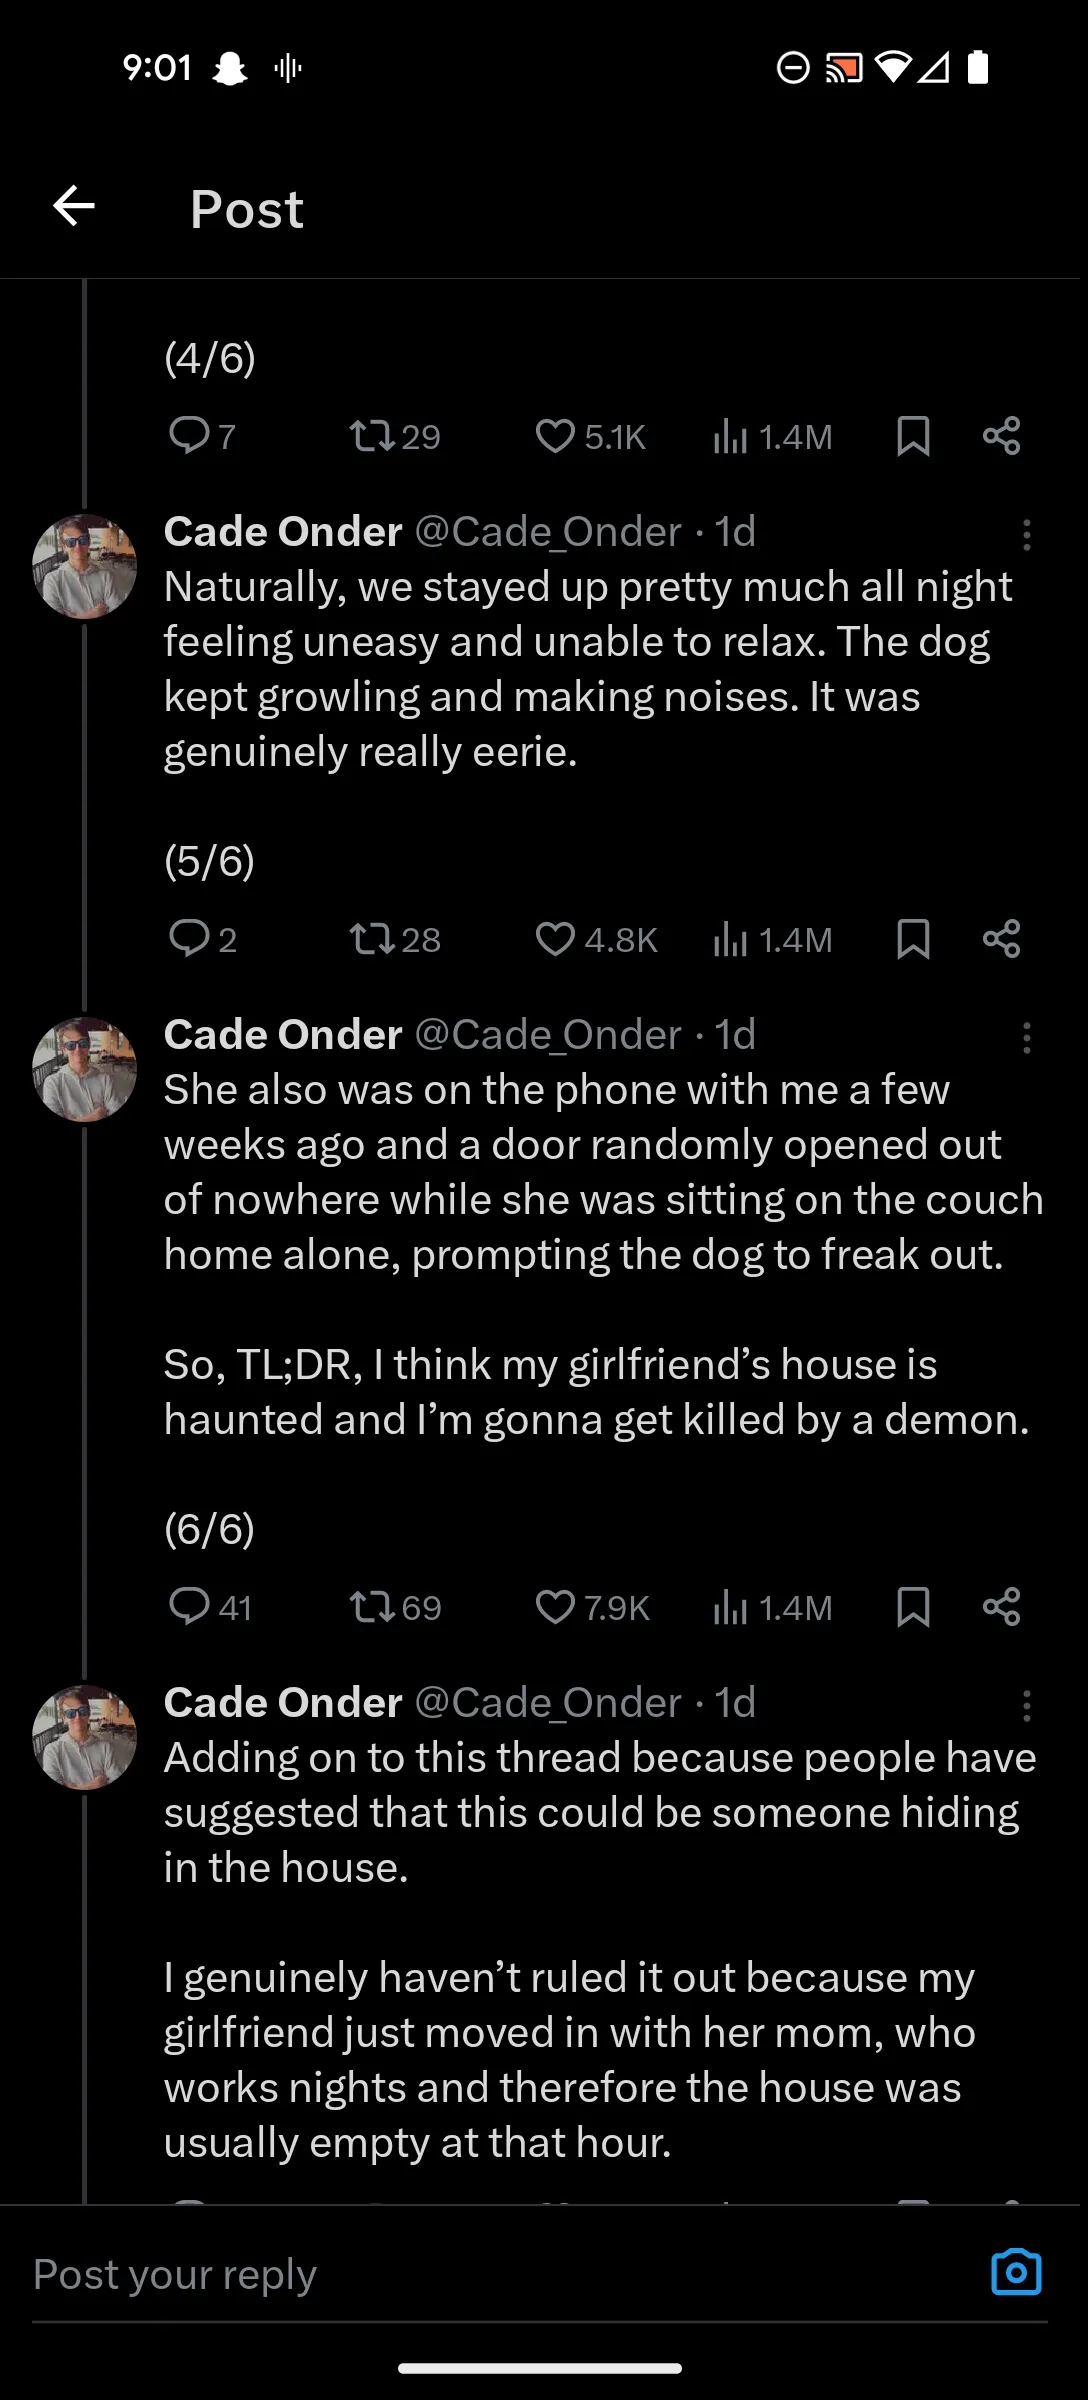 9:01
Post
(4/6)
7 29 5.1K 1.4M
Cade Onder @Cade_Onder · 1d
Naturally, we stayed up pretty much all night
feeling uneasy and unable to relax. The dog
kept growling and making noises. It was
genuinely really eerie.
(5/6)
2 28 4.8K 1.4M
Cade Onder @Cade_Onder · 1d
She also was on the phone with me a few
weeks ago and a door randomly opened out
of nowhere while she was sitting on the couch
home alone, prompting the dog to freak out.
So, TL;DR, I think my girlfriend’s house is
haunted and I’m gonna get killed by a demon.
(6/6)
41 69 7.9K 1.4M
Cade Onder @Cade_Onder · 1d
Adding on to this thread because people have
suggested that this could be someone hiding
in the house.
I genuinely haven’t ruled it out because my
girlfriend just moved in with her mom, who
works nights and therefore the house was
usually empty at that hour.
Post your reply